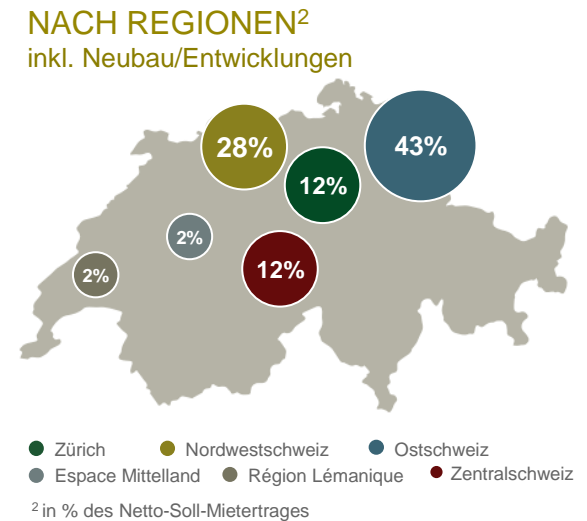 NACH REGIONEN²
inkl. Neubau/Entwicklungen
28%
43%
12%
2%
12%
2%
Zürich
Nordwestschweiz
Ostschweiz
Espace Mittelland
Région Lémanique
Zentralschweiz
² in % des Netto-Soll-Mietertrages